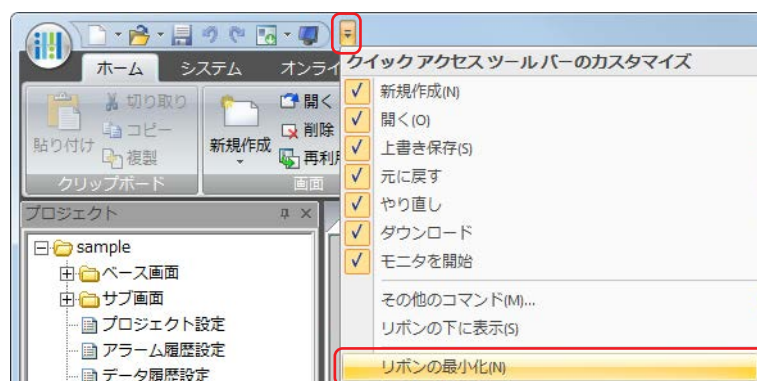 ホーム
システム
オンライ
クイック アクセス ツール バーのカスタマイズ
貼り付け
切り取り
コピー
複製
クリップボード
新規作成
開く
削除
再利用
画面
新規作成(N)
開く(O)
上書き保存(S)
元に戻す
やり直し
ダウンロード
モニタを開始
その他のコマンド(M)...
リボンの下に表示(S)
リボンの最小化(N)
プロジェクト
sample
ベース画面
サブ画面
プロジェクト設定
アラーム履歴設定
データ履歴設定